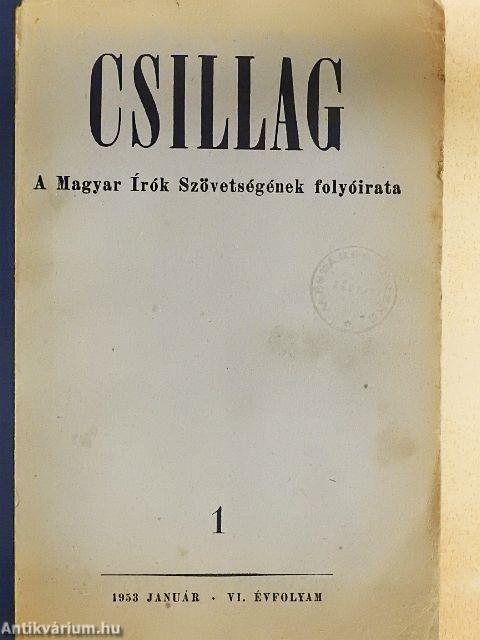 CSILLAG
A Magyar Írók Szövetségének folyóirata
1
1953 JANUÁR · VI. ÉVFOLYAM
Antikvárium.hu